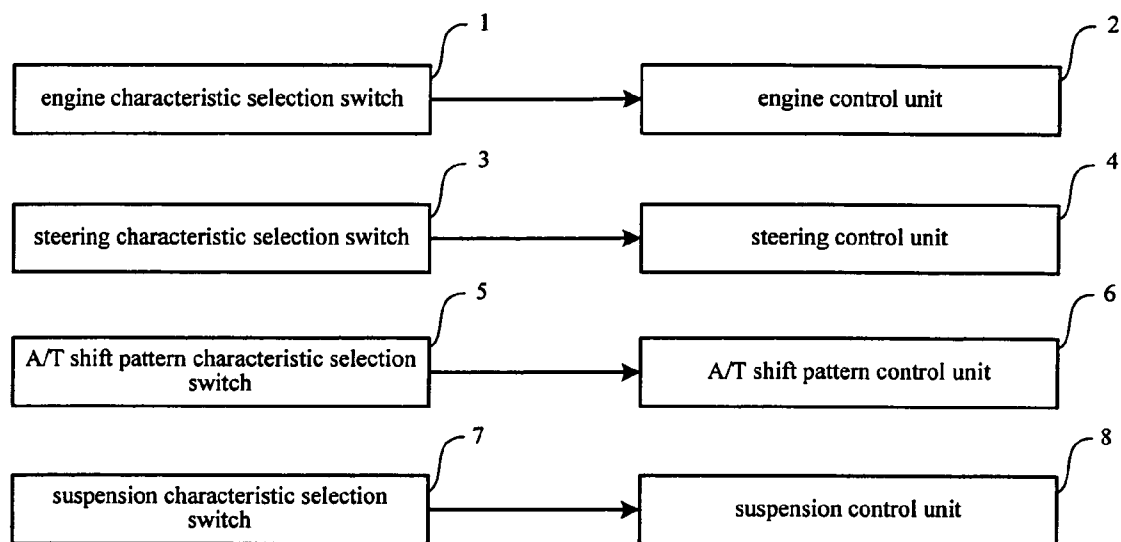 1
2
engine characteristic selection switch
engine control unit
3
4
steering characteristic selection switch
steering control unit
5
6
A/T shift pattern characteristic selection
switch
A/T shift pattern control unit
7
8
suspension characteristic selection
switch
suspension control unit